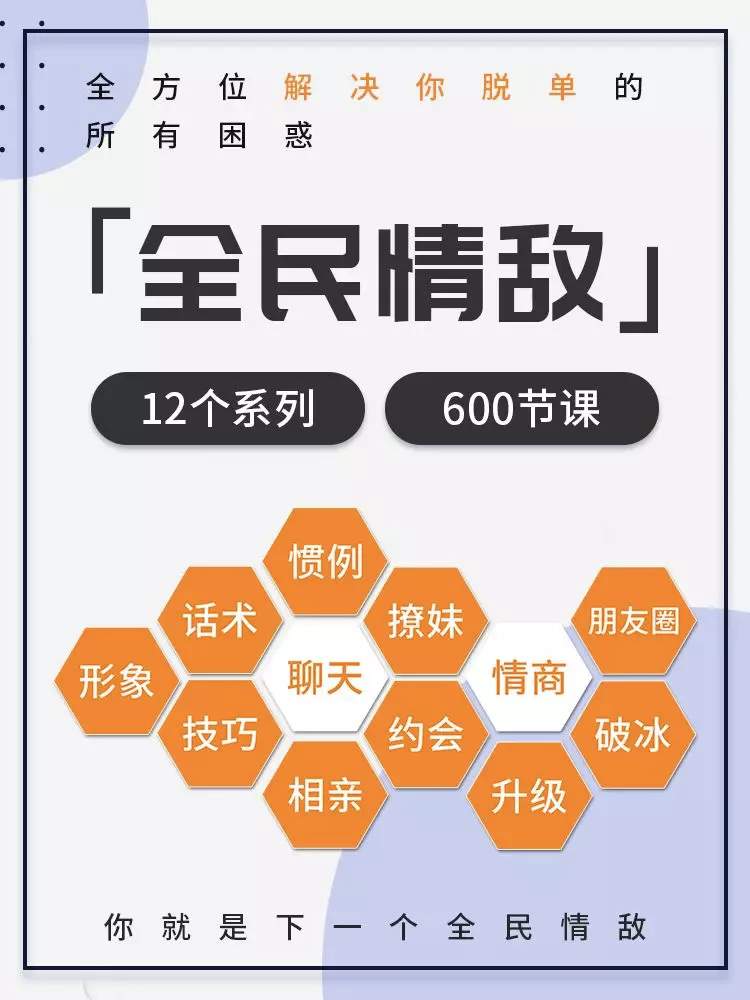 全方位解决你脱单的
所有困惑
「全民情敌」
12个系列
600节课
惯例
话术
撩妹
朋友圈
形象
聊天
情商
技巧
约会
破冰
相亲
升级
你就是下一个全民情敌